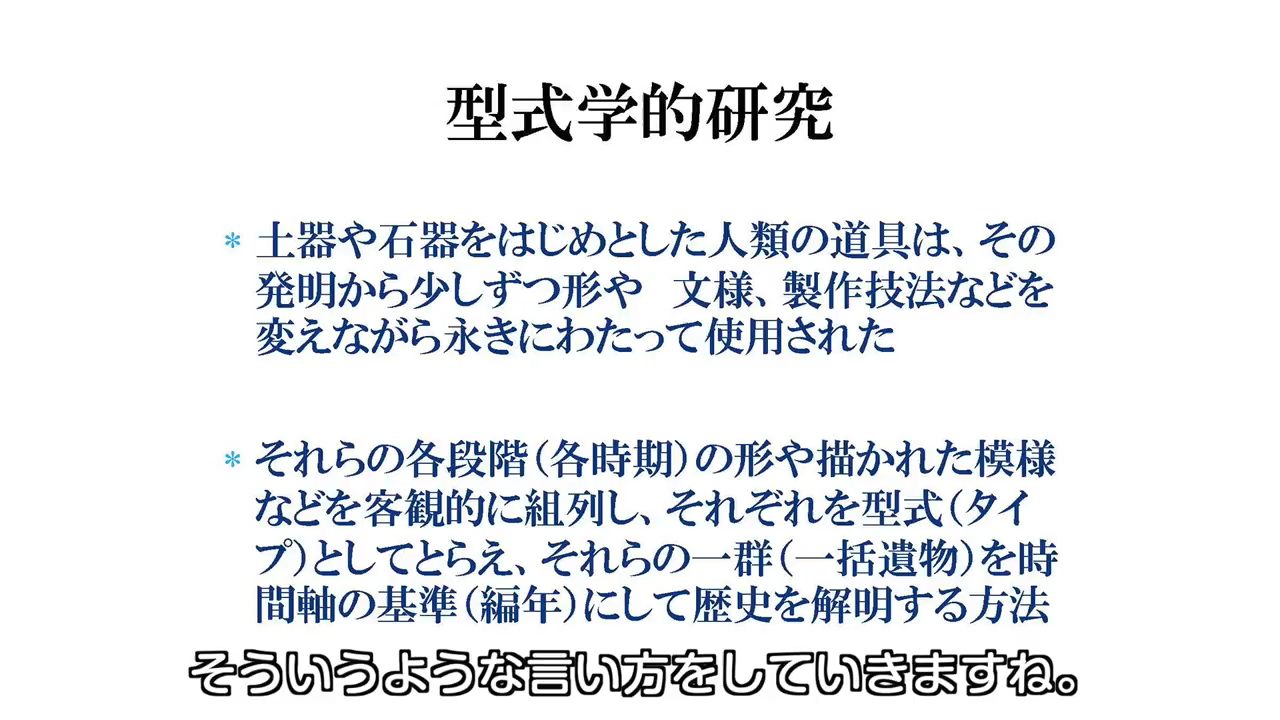 型式学的研究
* 土器や石器をはじめとした人類の道具は、その
発明から少しずつ形や　文様、製作技法などを
変えながら永きにわたって使用された
* それらの各段階(各時期)の形や描かれた模様
などを客観的に組列し、それぞれを型式(タイ
プ)としてとらえ、それらの一群(一括遺物)を時
間軸の基準(編年)にして歴史を解明する方法
そういうような言い方をしていきますね。